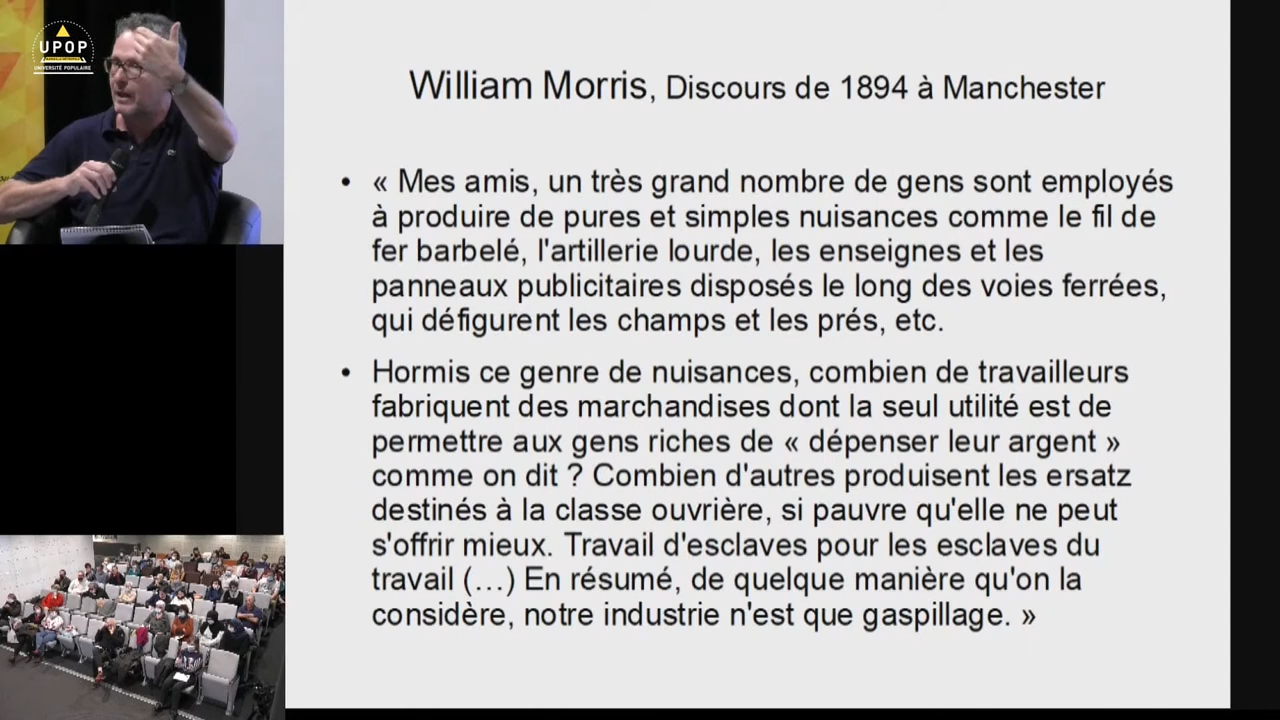 UPOP
UNIVERSITÉ POPULAIRE
William Morris, Discours de 1894 à Manchester
• « Mes amis, un très grand nombre de gens sont employés
à produire de pures et simples nuisances comme le fil de
fer barbelé, l'artillerie lourde, les enseignes et les
panneaux publicitaires disposés le long des voies ferrées,
qui défigurent les champs et les prés, etc.
• Hormis ce genre de nuisances, combien de travailleurs
fabriquent des marchandises dont la seul utilité est de
permettre aux gens riches de « dépenser leur argent »
comme on dit ? Combien d'autres produisent les ersatz
destinés à la classe ouvrière, si pauvre qu'elle ne peut
s'offrir mieux. Travail d'esclaves pour les esclaves du
travail (…) En résumé, de quelque manière qu'on la
considère, notre industrie n'est que gaspillage. »